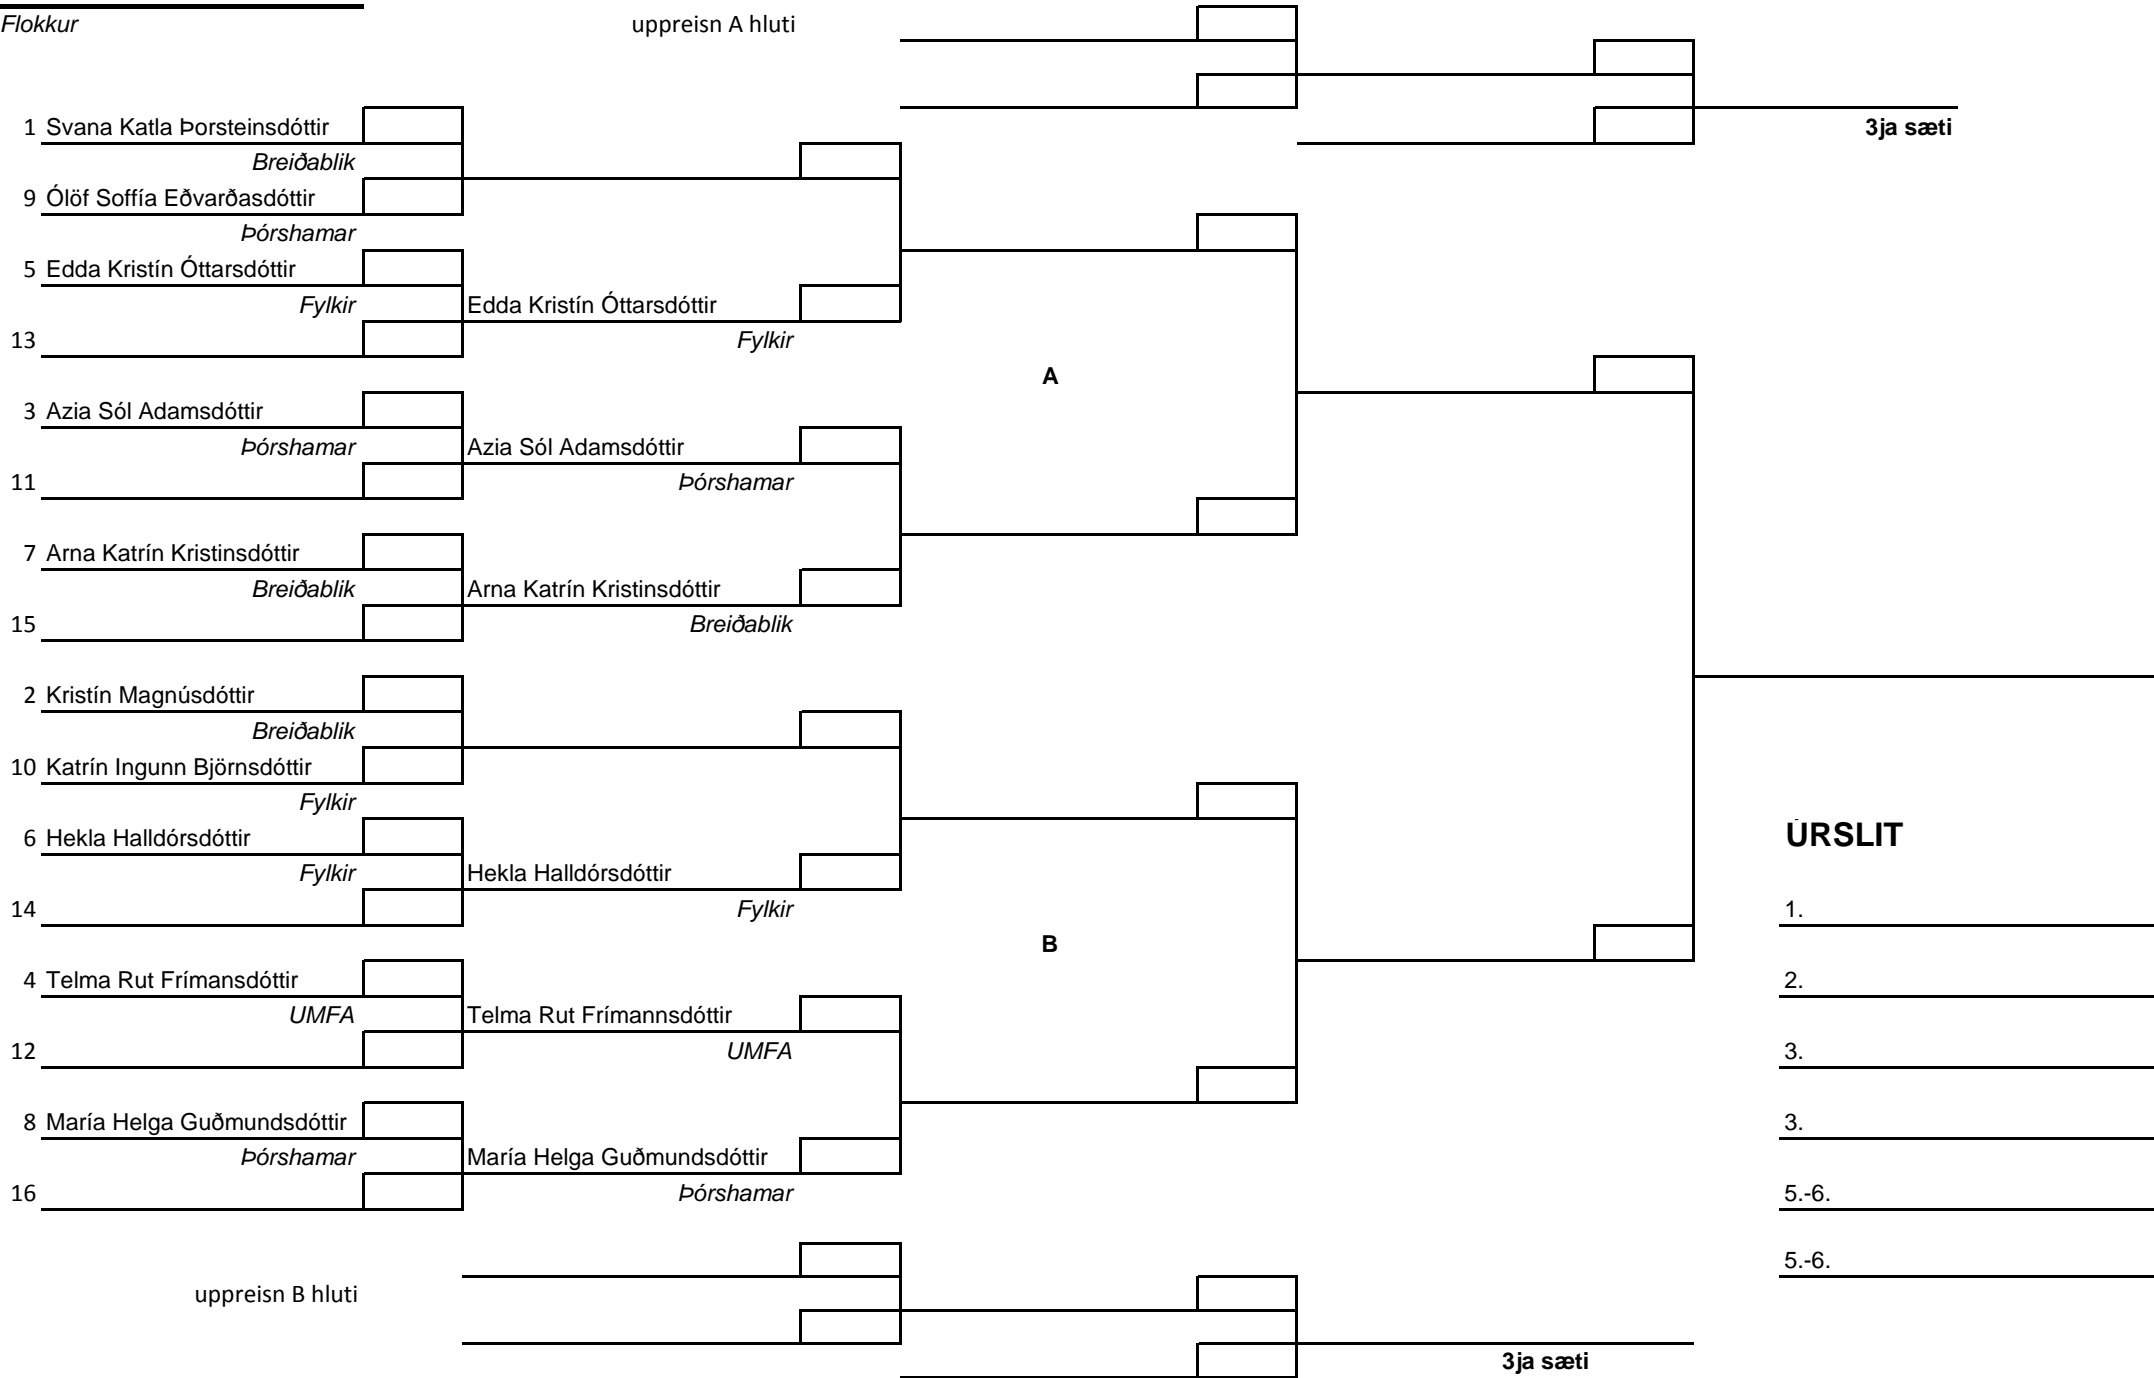 Flokkur
uppreisn A hluti
1 Svana Katla Þorsteinsdóttir
3ja sæti
Breiðablik
9 Ólöf Soffía Eðvarðasdóttir
Þórshamar
5 Edda Kristín Óttarsdóttir
Fylkir
Edda Kristín Óttarsdóttir
13
Fylkir
A
3 Azia Sól Adamsdóttir
Þórshamar
Azia Sól Adamsdóttir
11
Þórshamar
7 Arna Katrín Kristinsdóttir
Breiðablik
Arna Katrín Kristinsdóttir
15
Breiðablik
2 Kristín Magnúsdóttir
Breiðablik
10 Katrín Ingunn Björnsdóttir
Fylkir
6 Hekla Halldórsdóttir
ÚRSLIT
Fylkir
Hekla Halldórsdóttir
14
Fylkir
1.
B
4 Telma Rut Frímansdóttir
2.
UMFA
Telma Rut Frímannsdóttir
12
UMFA
3.
8 María Helga Guðmundsdóttir
3.
Þórshamar
María Helga Guðmundsdóttir
16
Þórshamar
5.-6.
5.-6.
uppreisn B hluti
3ja sæti